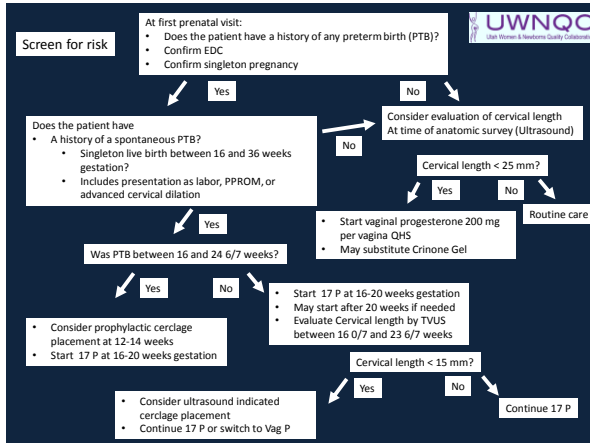 Screen for risk
At first prenatal visit:
• Does the patient have a history of any preterm birth (PTB)?
• Confirm EDC
• Confirm singleton pregnancy
UWNQC
Utah Women & Newborns Quality Collaborati
Yes
No
Does the patient have
• A history of a spontaneous PTB?
• Singleton live birth between 16 and 36 weeks
gestation?
• Includes presentation as labor, PPROM, or
advanced cervical dilation
No
Consider evaluation of cervical length
At time of anatomic survey (Ultrasound)
Cervical length < 25 mm?
Yes
No
Start vaginal progesterone 200 mg
per vagina QHS
• May substitute Crinone Gel
Routine care
Yes
Was PTB between 16 and 24 6/7 weeks?
Yes
No
• Consider prophylactic cerclage
placement at 12-14 weeks
• Start 17 P at 16-20 weeks gestation
• Start 17 P at 16-20 weeks gestation
• May start after 20 weeks if needed
• Evaluate Cervical length by TVUS
between 16 0/7 and 23 6/7 weeks
Cervical length < 15 mm?
Yes
No
• Consider ultrasound indicated
cerclage placement
• Continue 17 P or switch to Vag P
Continue 17 P